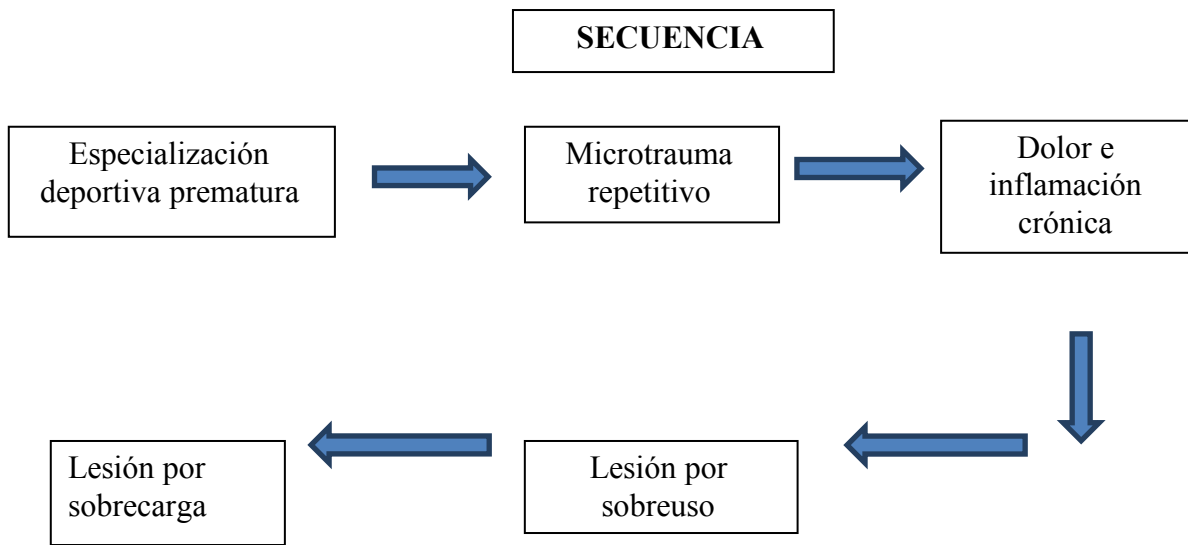 SECUENCIA
Especialización
deportiva prematura
Microtrauma
repetitivo
Dolor e
inflamación
crónica
Lesión por
sobreuso
Lesión por
sobrecarga